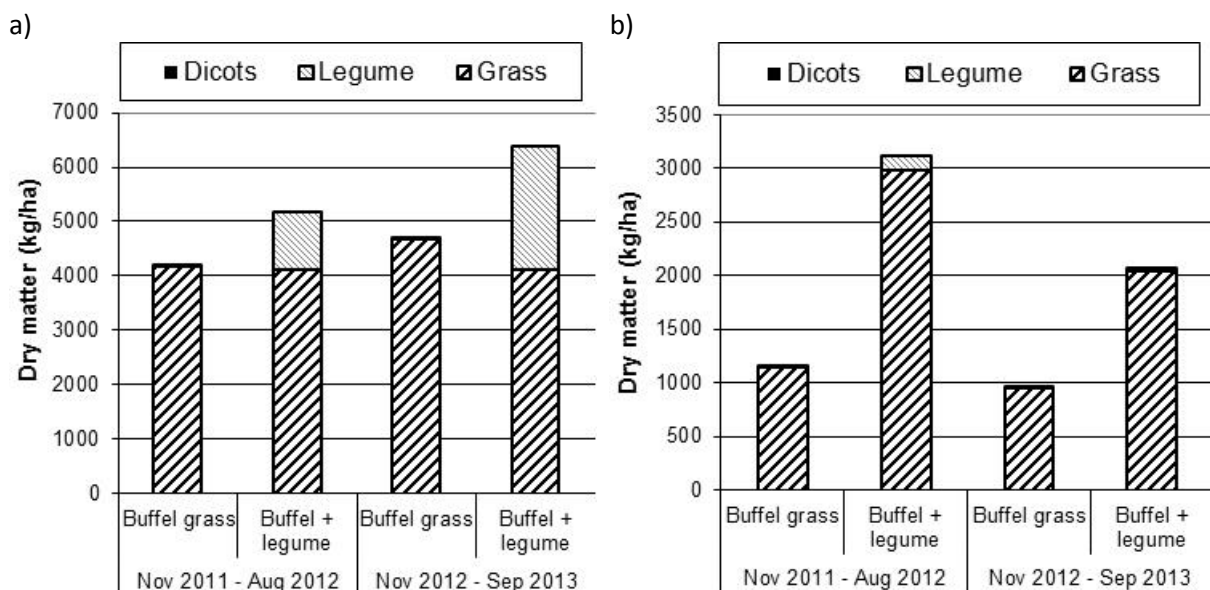 a)
■ Dicots Legume Grass
7000
6000
5000
4000
3000
2000
1000
0
Dry matter (kg/ha)
Buffel grass Buffel + legume Buffel grass Buffel + legume
Nov 2011 - Aug 2012 Nov 2012 - Sep 2013
b)
■ Dicots Legume Grass
3500
3000
2500
2000
1500
1000
500
0
Dry matter (kg/ha)
Buffel grass Buffel + legume Buffel grass Buffel + legume
Nov 2011 - Aug 2012 Nov 2012 - Sep 2013